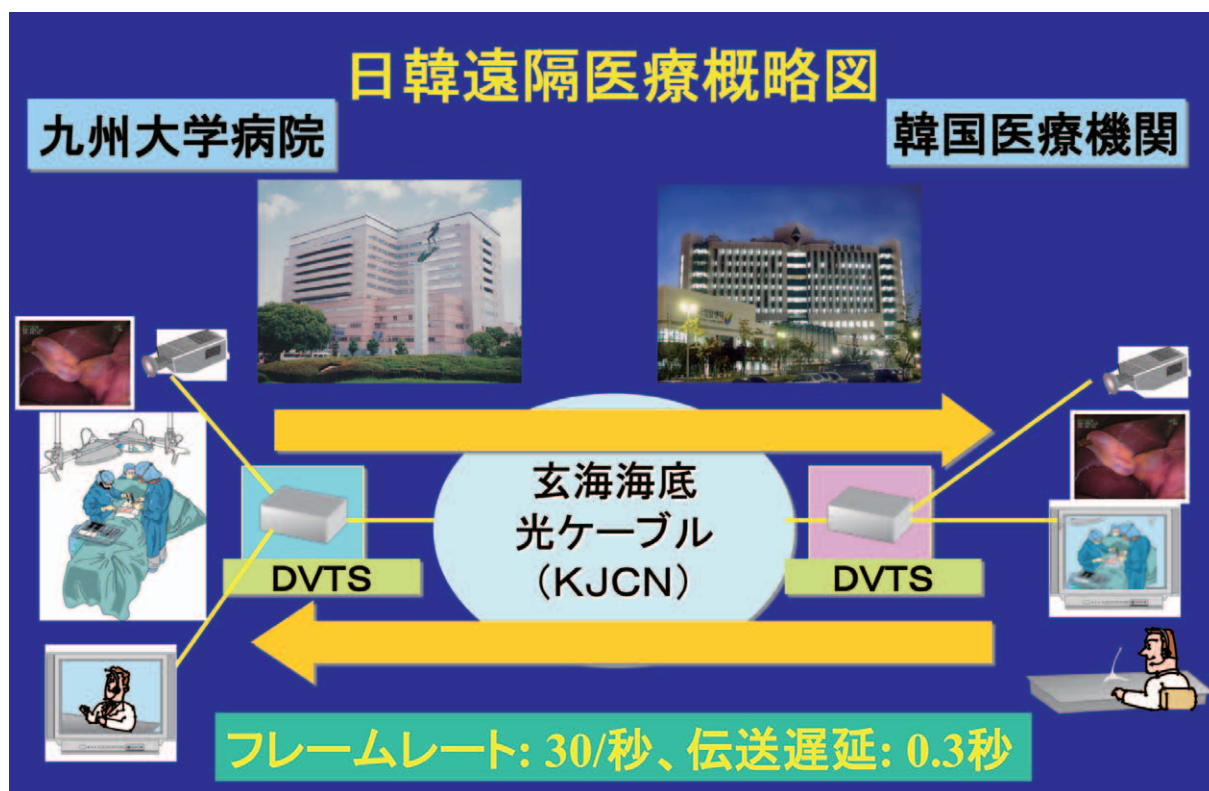 日韓遠隔医療概略図
九州大学病院
韓国医療機関
玄海海底
光ケーブル
(KJCN)
DVTS
DVTS
フレームレート: 30/秒、伝送遅延: 0.3秒